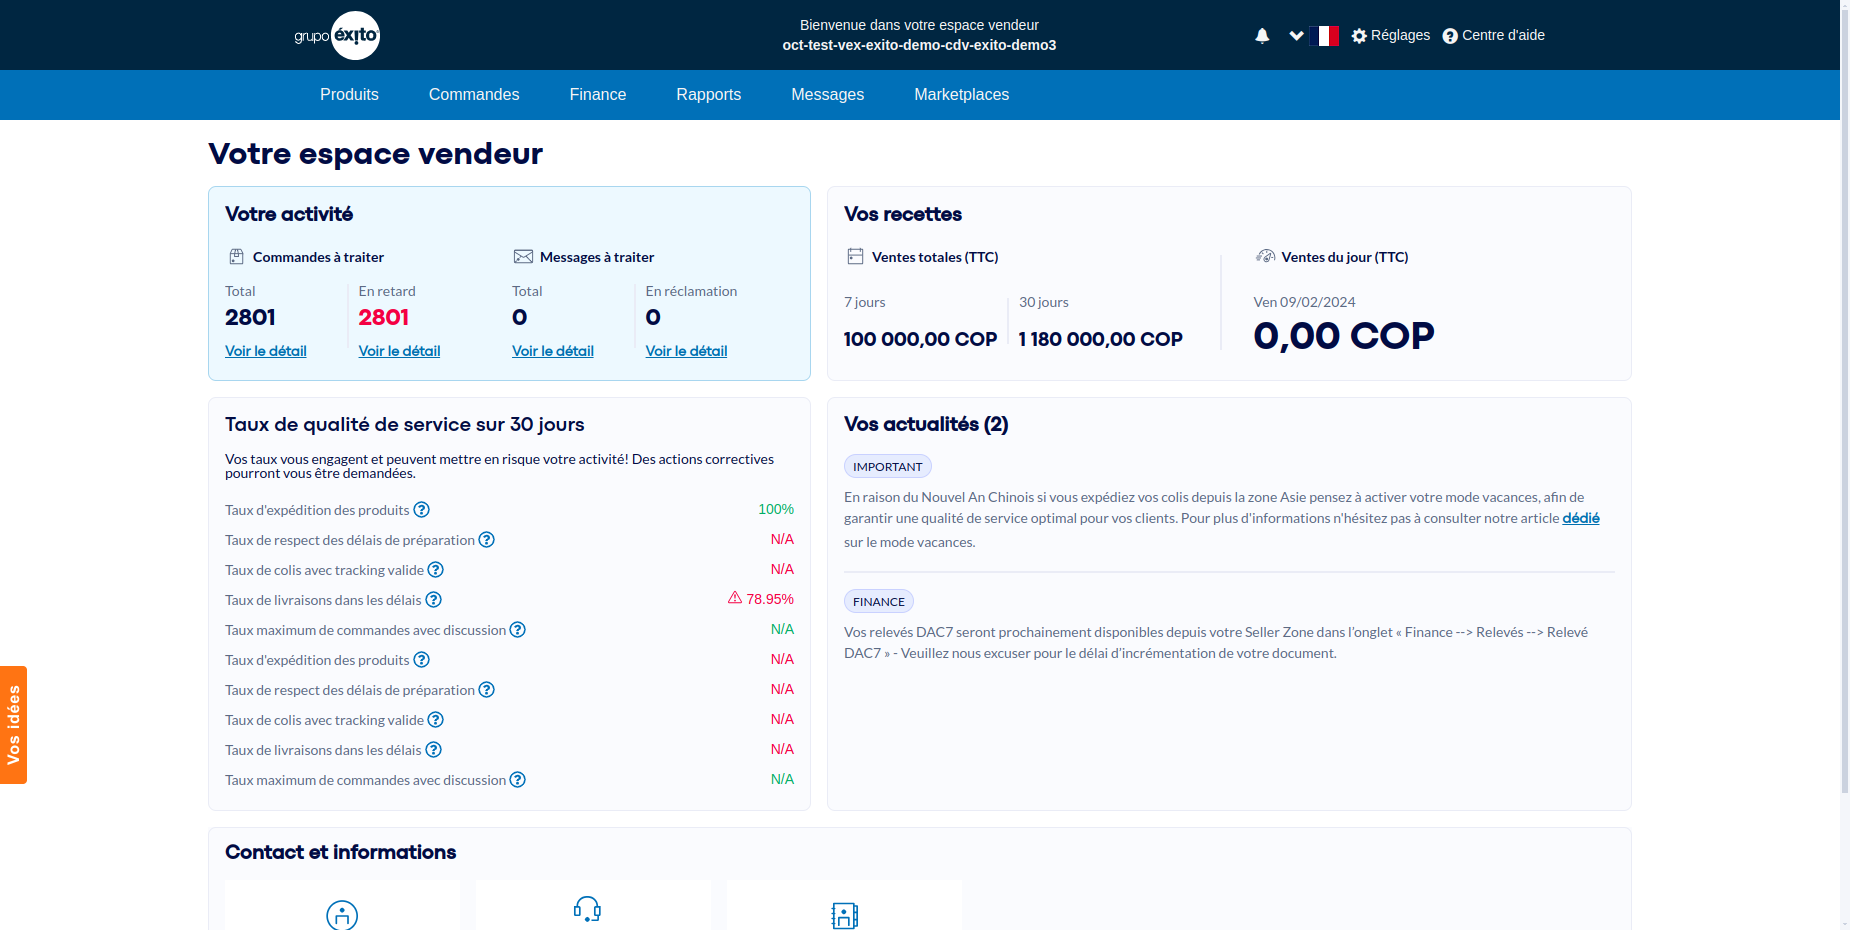 grupo éxito
Bienvenue dans votre espace vendeur
oct-test-vex-exito-demo-cdv-exito-demo3
Réglages
Centre d'aide
Produits
Commandes
Finance
Rapports
Messages
Marketplaces
Votre espace vendeur
Votre activité
Commandes à traiter
Messages à traiter
Total
En retard
Total
En réclamation
2801
2801
0
0
Voir le détail
Voir le détail
Voir le détail
Voir le détail
Vos recettes
Ventes totales (TTC)
Ventes du jour (TTC)
7 jours
30 jours
Ven 09/02/2024
100 000,00 COP
1 180 000,00 COP
0,00 COP
Taux de qualité de service sur 30 jours
Vos taux vous engagent et peuvent mettre en risque votre activité! Des actions correctives
pourront vous être demandées.
Taux d'expédition des produits ? 100%
Taux de respect des délais de préparation ? N/A
Taux de colis avec tracking valide ? N/A
Taux de livraisons dans les délais ? 78.95%
Taux maximum de commandes avec discussion ? N/A
Taux d'expédition des produits ? N/A
Taux de respect des délais de préparation ? N/A
Taux de colis avec tracking valide ? N/A
Taux de livraisons dans les délais ? N/A
Taux maximum de commandes avec discussion ? N/A
Vos actualités (2)
IMPORTANT
En raison du Nouvel An Chinois si vous expédiez vos colis depuis la zone Asie pensez à activer votre mode vacances, afin de
garantir une qualité de service optimal pour vos clients. Pour plus d'informations n'hésitez pas à consulter notre article dédié
sur le mode vacances.
FINANCE
Vos relevés DAC7 seront prochainement disponibles depuis votre Seller Zone dans l’onglet « Finance --> Relevés --> Relevé
DAC7 » - Veuillez nous excuser pour le délai d’incrémentation de votre document.
Vos idées
Contact et informations